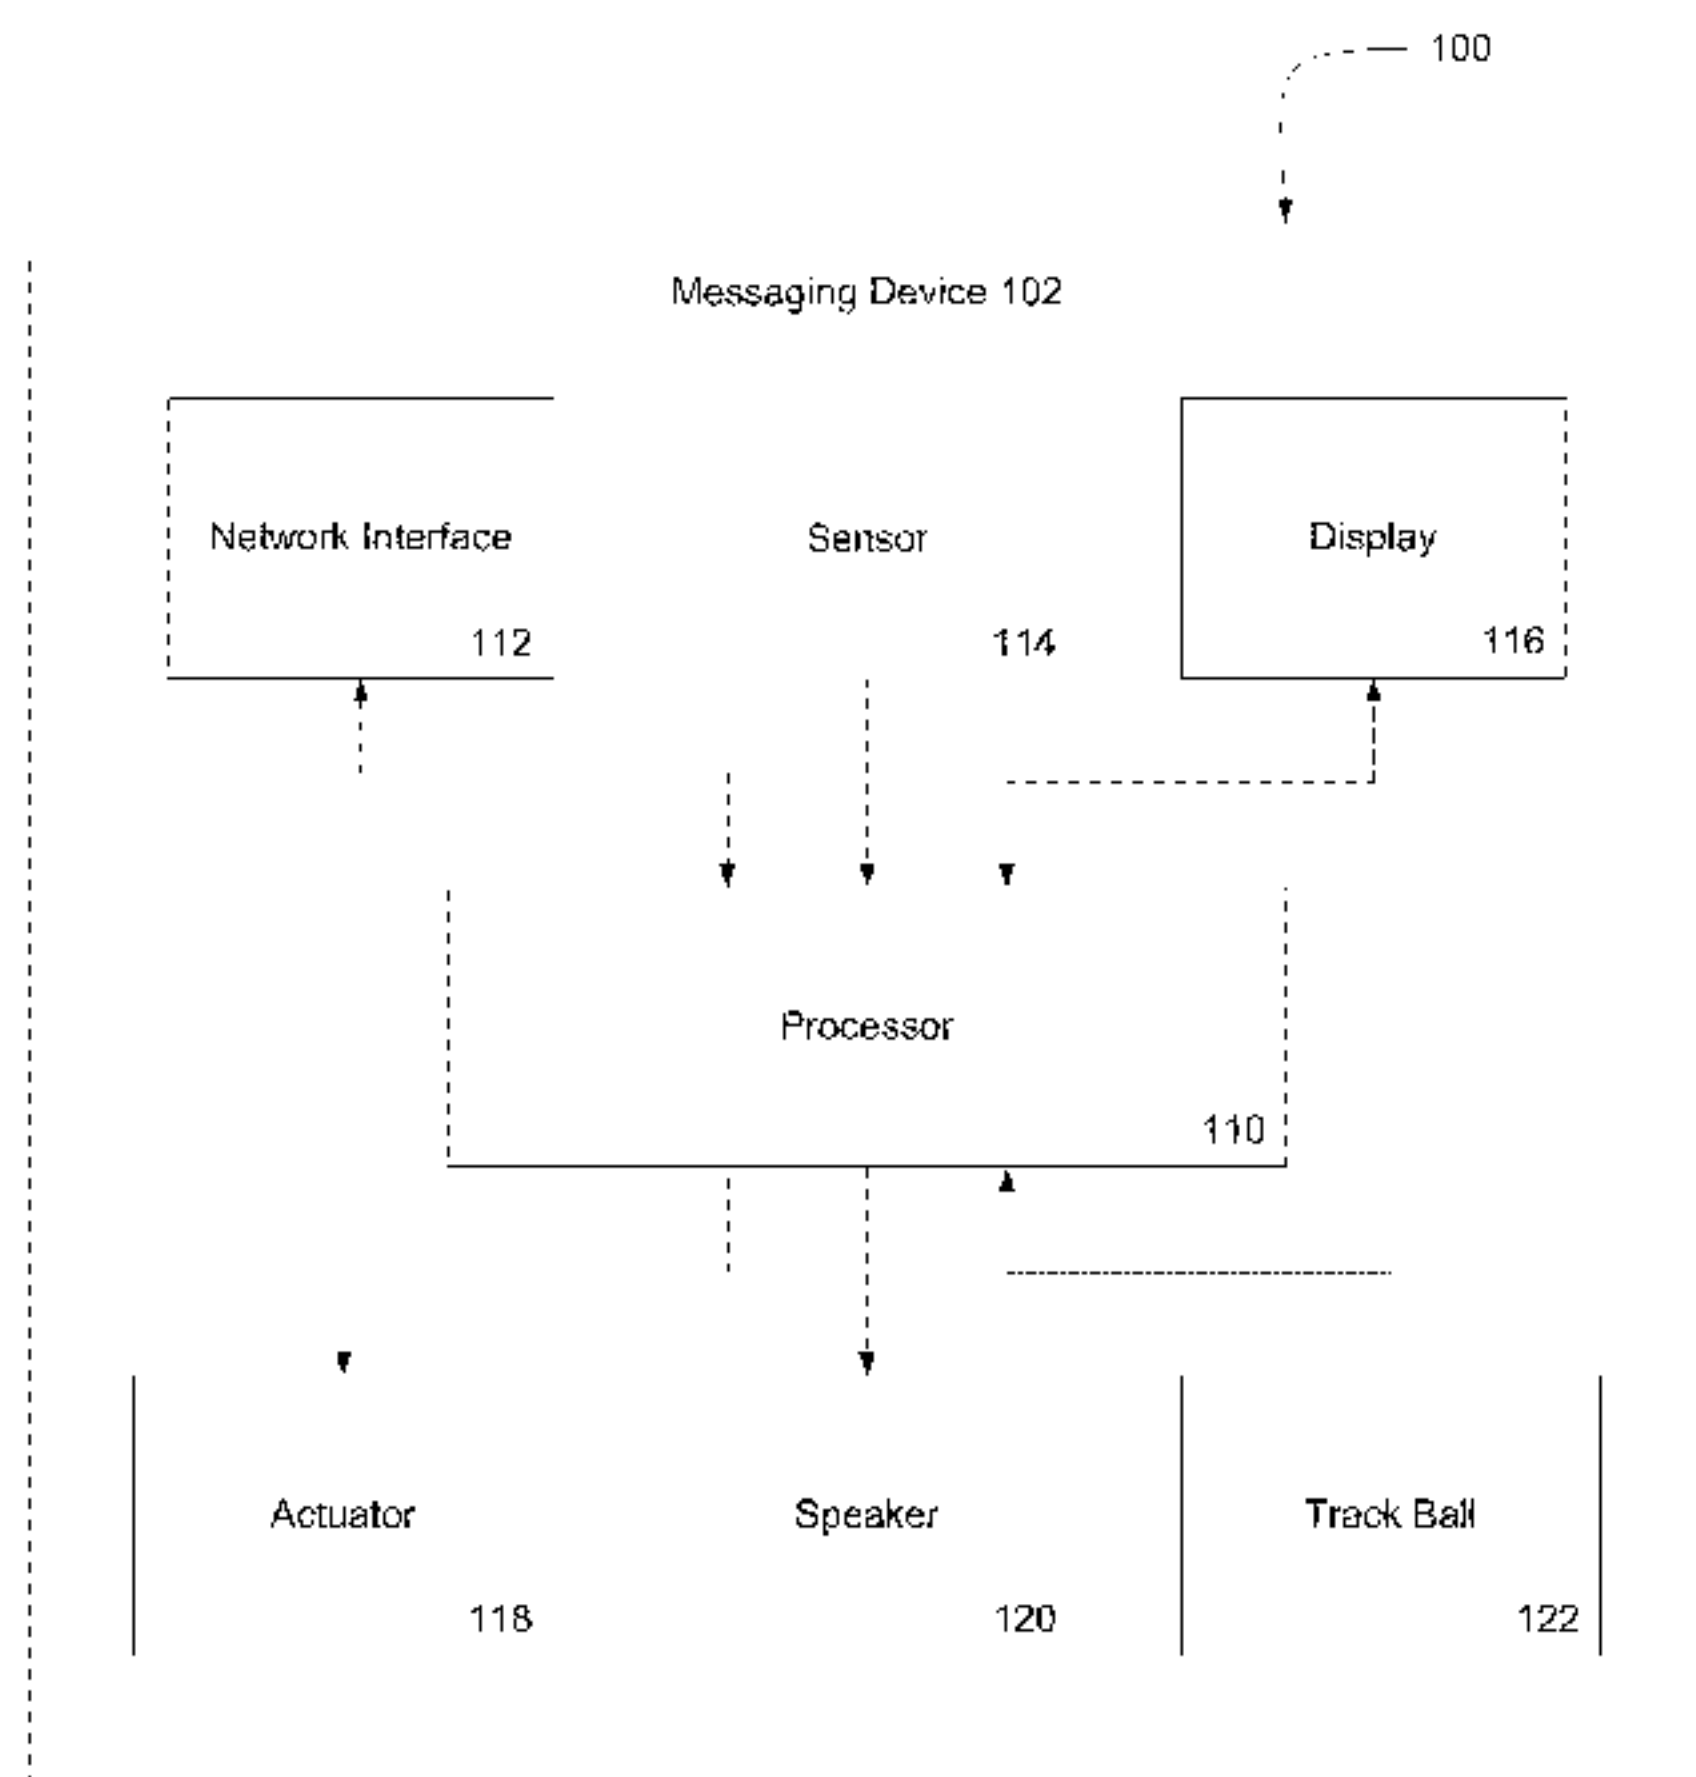 100
Messaging Device 102
Network Interface
112
Sensor
114
Display
116
Processor
110
Actuator
118
Speaker
120
Track Ball
122